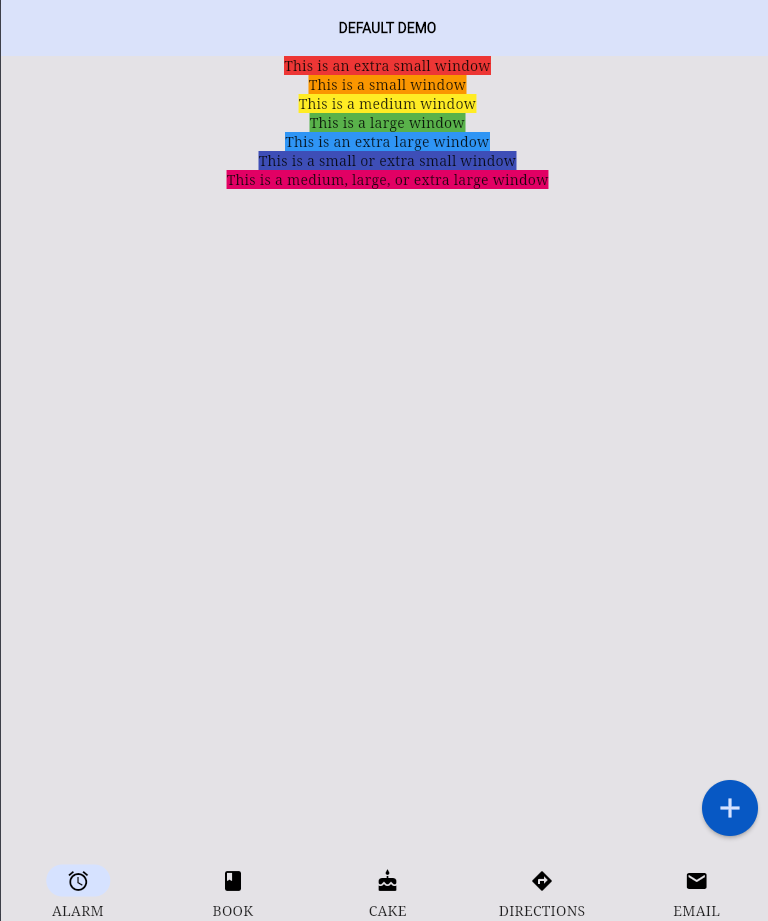 DEFAULT DEMO
This is an extra small window
This is a small window
This is a medium window
This is a large window
This is an extra large window
This is a small or extra small window
This is a medium, large, or extra large window
ALARM BOOK CAKE DIRECTIONS EMAIL